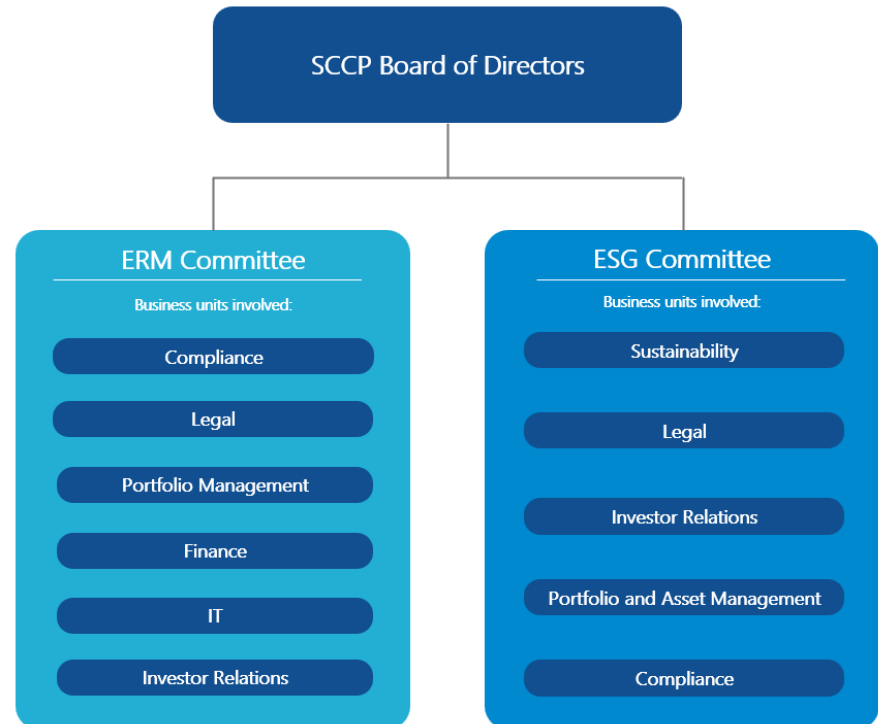 SCCP Board of Directors
ERM Committee
Business units involved:
Compliance
Legal
Portfolio Management
Finance
IT
Investor Relations
ESG Committee
Business units involved:
Sustainability
Legal
Investor Relations
Portfolio and Asset Management
Compliance